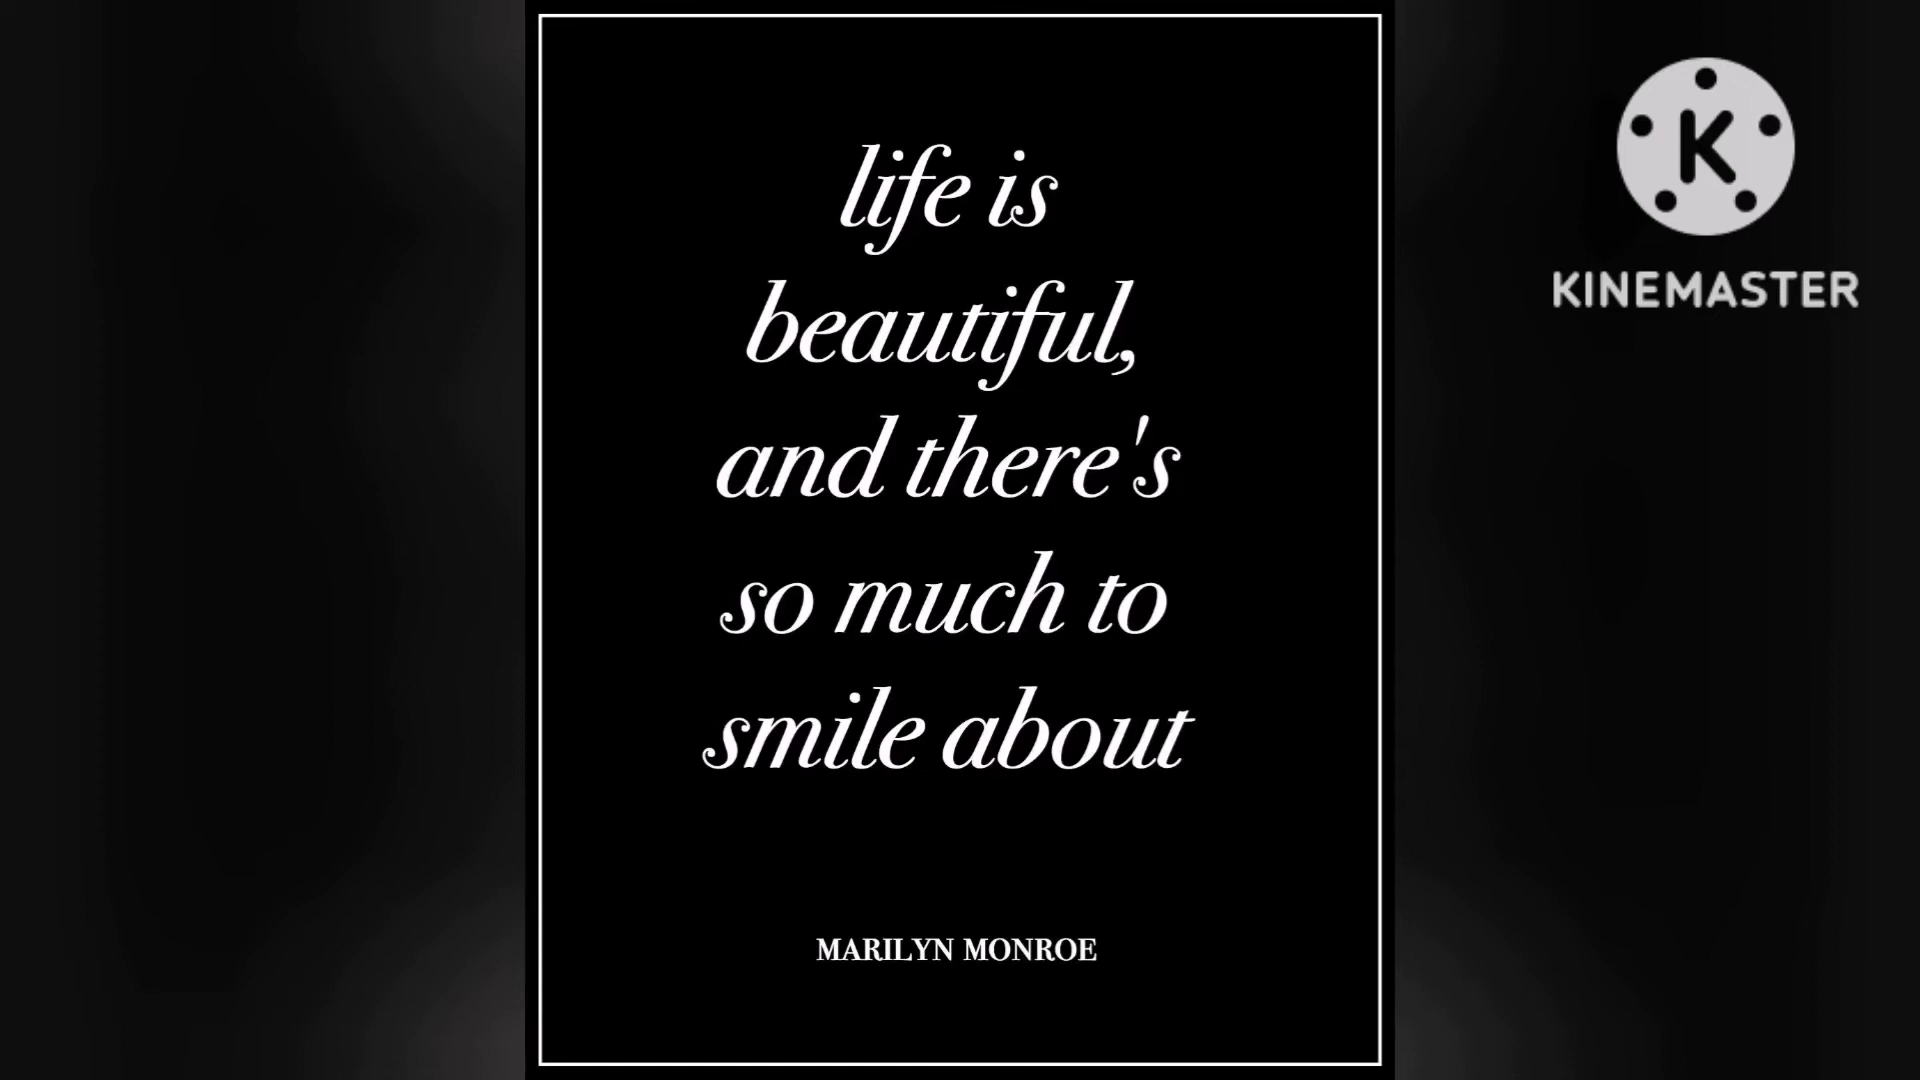 life is
beautiful,
and there's
so much to
smile about
MARILYN MONROE
K
KINEMASTER